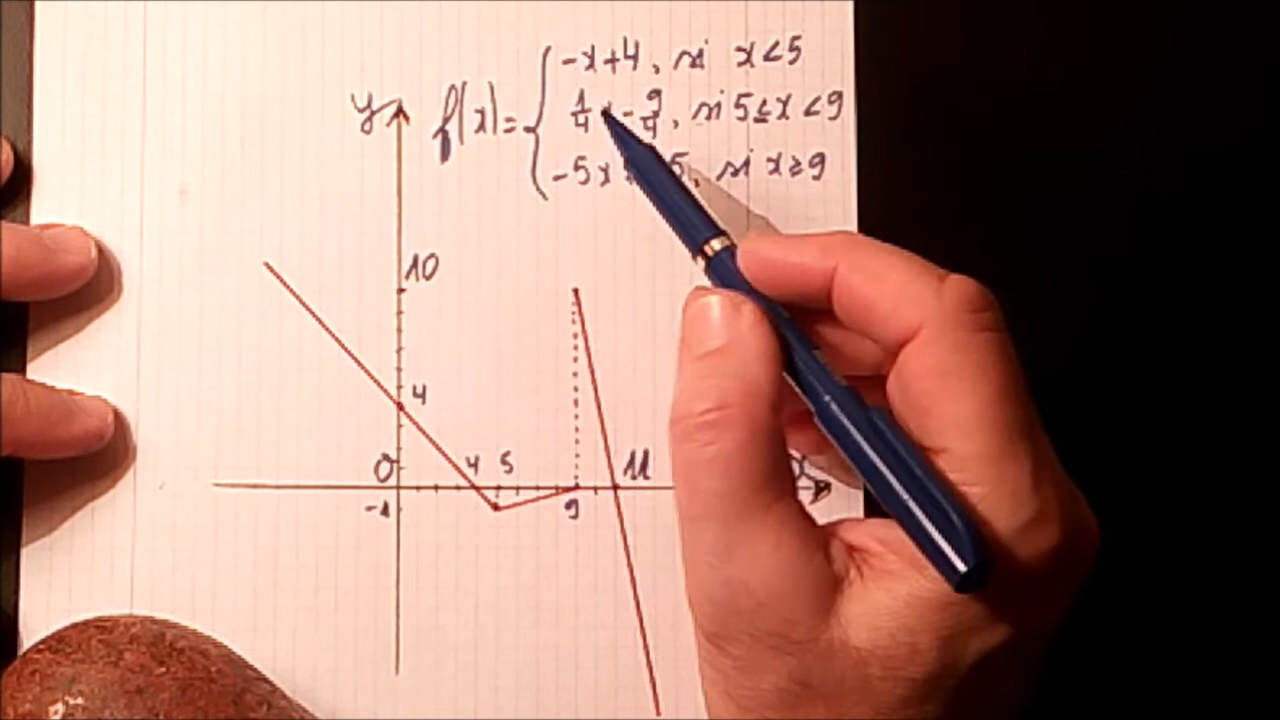 -x+4, si x<5
y f(x)= 1/4 - 9/4, si 5≤x<9
-5x 5, si x≥9
10
4
0 4 5 11 x
-1 9